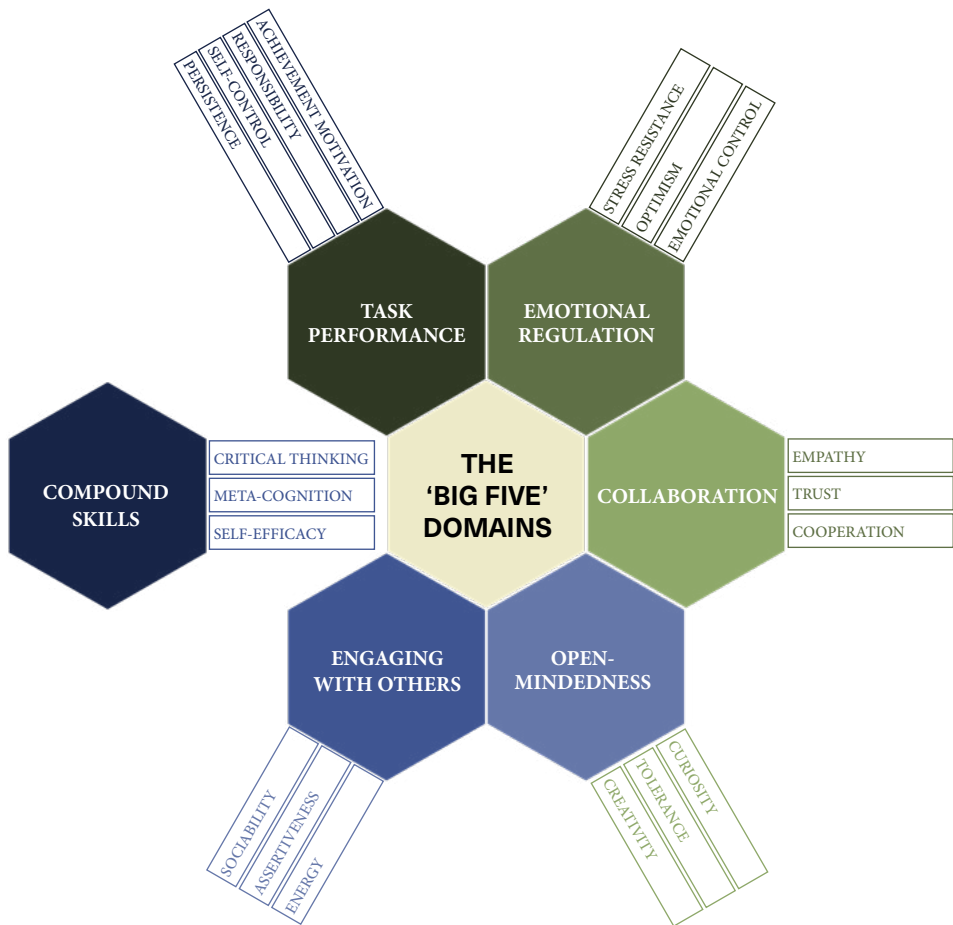 ACHIEVEMENT MOTIVATION
RESPONSIBILITY
SELF-CONTROL
PERSISTENCE
STRESS RESISTANCE
OPTIMISM
EMOTIONAL CONTROL
TASK
PERFORMANCE
EMOTIONAL
REGULATION
COMPOUND
SKILLS
CRITICAL THINKING
META-COGNITION
SELF-EFFICACY
THE
‘BIG FIVE’
DOMAINS
COLLABORATION
EMPATHY
TRUST
COOPERATION
ENGAGING
WITH OTHERS
OPEN-
MINDEDNESS
SOCIABILITY
ASSERTIVENESS
ENERGY
CREATIVITY
TOLERANCE
CURIOSITY